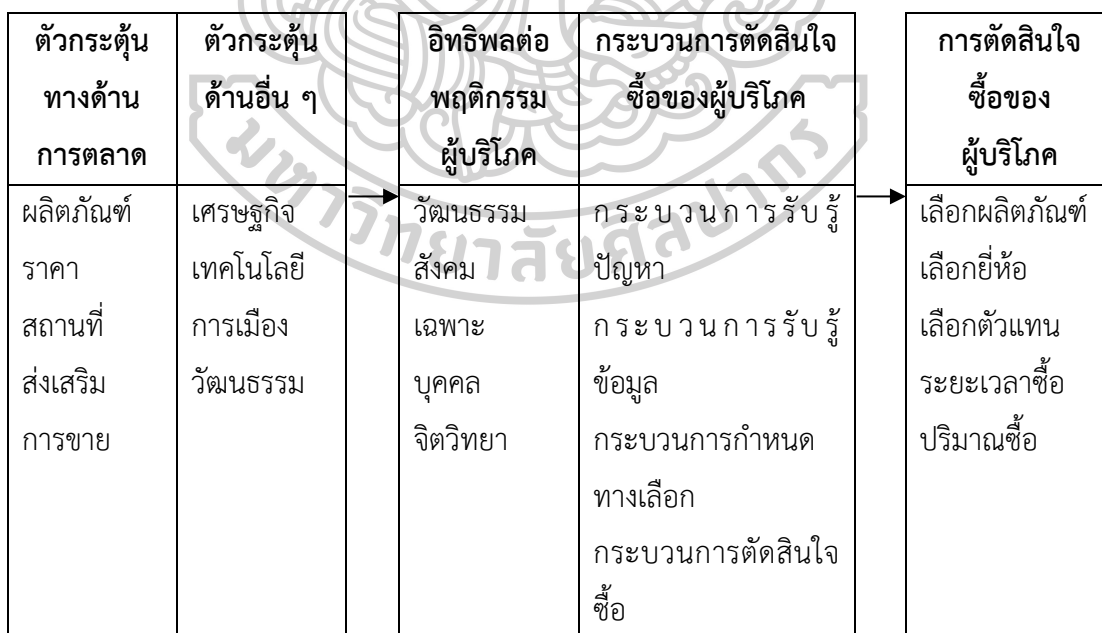 ตัวกระตุ้น
ทางด้าน
การตลาด
ตัวกระตุ้น
ด้านอื่น ๆ
อิทธิพลต่อ
พฤติกรรม
ผู้บริโภค
กระบวนการตัดสินใจ
ซื้อของผู้บริโภค
การตัดสินใจ
ซื้อของ
ผู้บริโภค
ผลิตภัณฑ์
ราคา
สถานที่
ส่งเสริม
การขาย
เศรษฐกิจ
เทคโนโลยี
การเมือง
วัฒนธรรม
วัฒนธรรม
สังคม
เฉพาะ
บุคคล
จิตวิทยา
กระบวนการรับรู้
ปัญหา
กระบวนการรับรู้
ข้อมูล
กระบวนการกำหนด
ทางเลือก
กระบวนการตัดสินใจ
ซื้อ
เลือกผลิตภัณฑ์
เลือกยี่ห้อ
เลือกตัวแทน
ระยะเวลาซื้อ
ปริมาณซื้อ
มหาวิทยาลัยศิลปากร